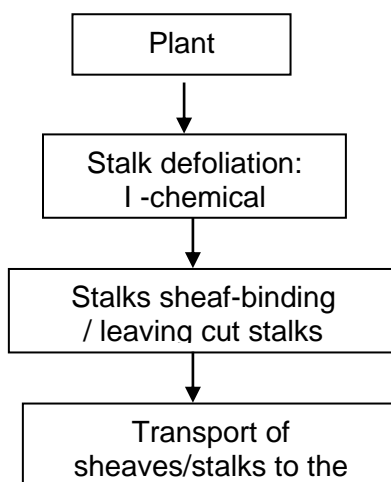 Plant
Stalk defoliation:
I -chemical
Stalks sheaf-binding
/ leaving cut stalks
Transport of
sheaves/stalks to the